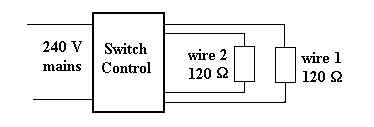 240 V
mains
Switch
Control
wire 2
120 Ω
wire 1
120 Ω